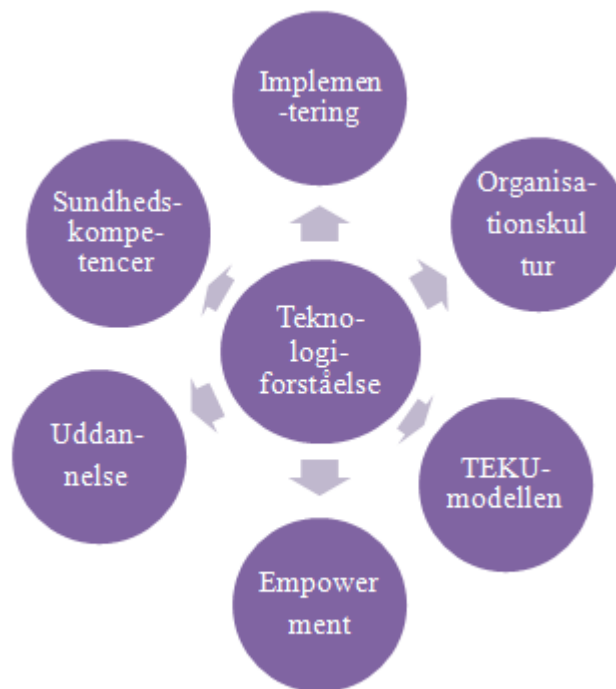 Implemen
-tering
Organisa-
tionskul
tur
Sundheds-
kompe-
tencer
Tekno-
logi-
forståelse
Uddan-
nelse
TEKU-
modellen
Empower
ment